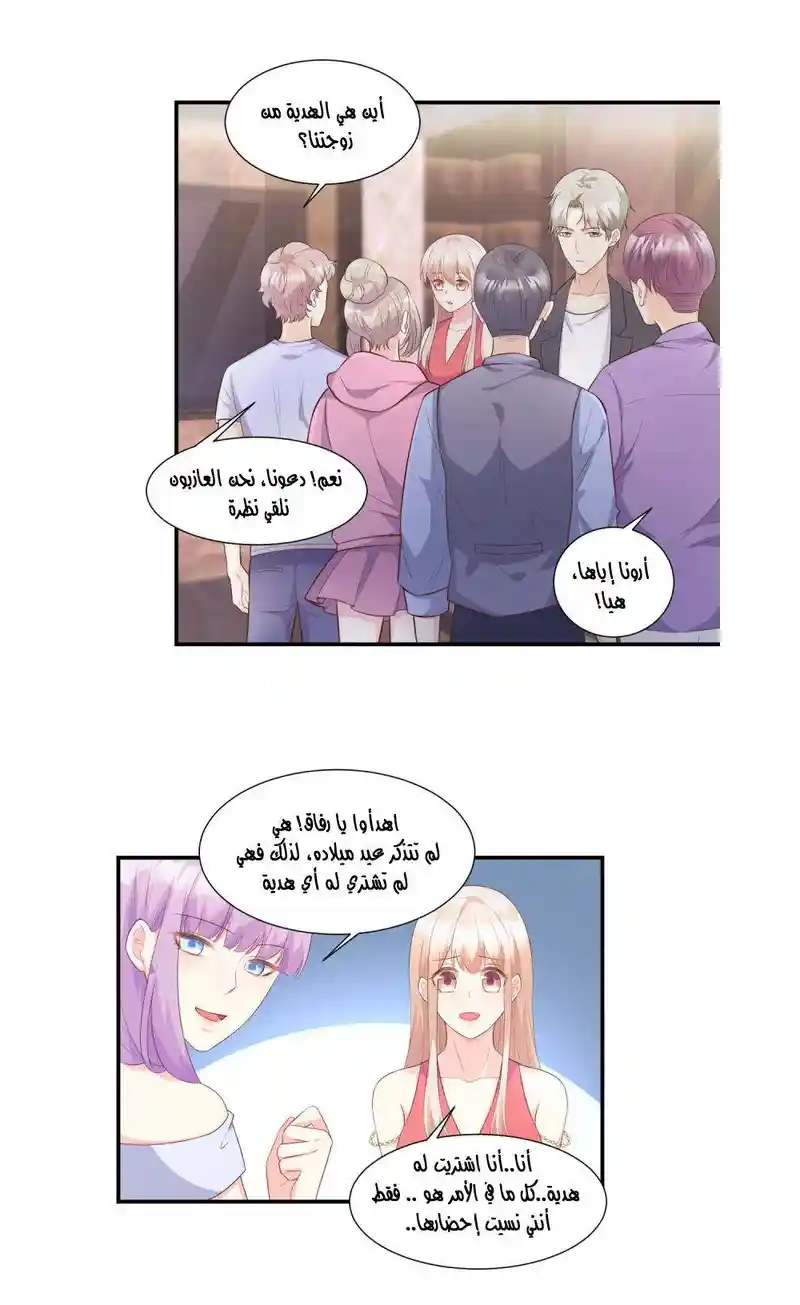 أين هي الهدية من
زوجتنا؟
نعم! دعونا، نحن العازبون
نلقي نظرة
أرونا إياها،
هيا!
اهدأوا يا رفاق! هي
لم تتذكر عيد ميلاده، لذلك فهي
لم تشتري له أي هدية
أنا..أنا اشتريت له
هدية..كل ما في الأمر هو .. فقط
أنني نسيت إحضارها..